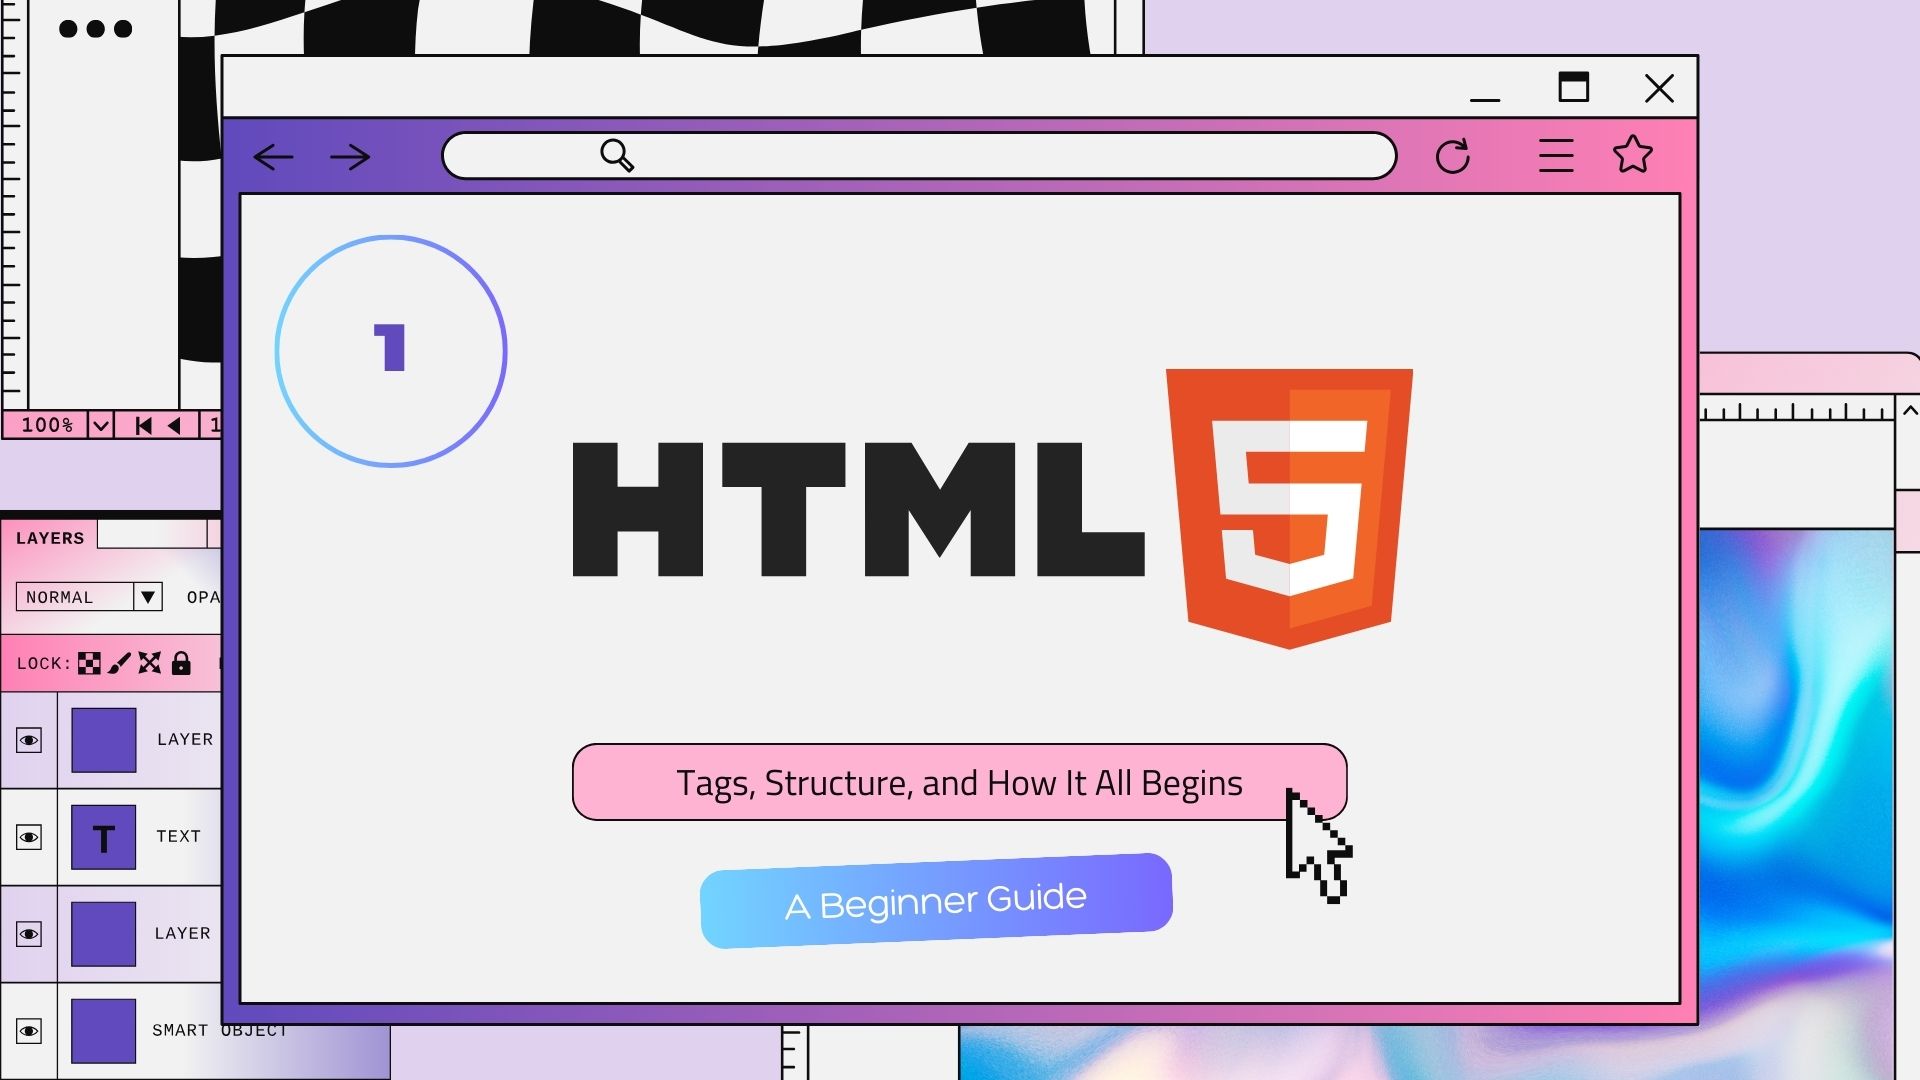 100%
1
LAYERS
NORMAL
OPA
LOCK:
LAYER
T
TEXT
LAYER
SMART OBJECT
1
HTML
5
Tags, Structure, and How It All Begins
A Beginner Guide